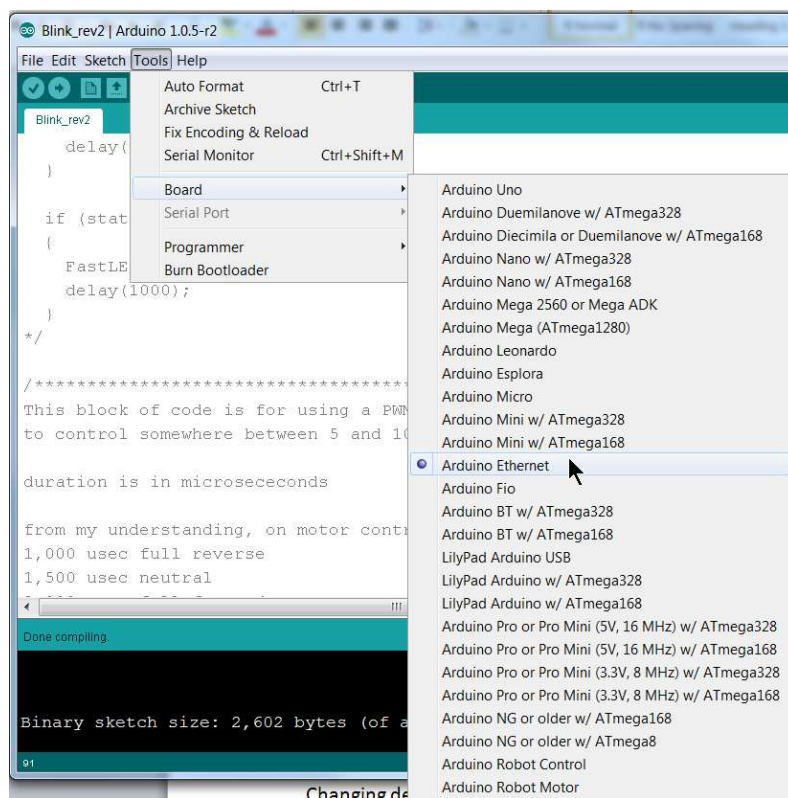 Blink_rev2 | Arduino 1.0.5-r2
File Edit Sketch Tools Help
Blink_rev2
Auto Format Ctrl+T
Archive Sketch
Fix Encoding & Reload
Serial Monitor Ctrl+Shift+M
Board
Serial Port
Programmer
Burn Bootloader
delay(
}
if (stat
{
FastLE
delay(1000);
}
*/
/************************************
This block of code is for using a PWM
to control somewhere between 5 and 10
duration is in microsececonds
from my understanding, on motor contr
1,000 usec full reverse
1,500 usec neutral
Done compiling.
Binary sketch size: 2,602 bytes (of a
91
Arduino Uno
Arduino Duemilanove w/ ATmega328
Arduino Diecimila or Duemilanove w/ ATmega168
Arduino Nano w/ ATmega328
Arduino Nano w/ ATmega168
Arduino Mega 2560 or Mega ADK
Arduino Mega (ATmega1280)
Arduino Leonardo
Arduino Esplora
Arduino Micro
Arduino Mini w/ ATmega328
Arduino Mini w/ ATmega168
Arduino Ethernet
Arduino Fio
Arduino BT w/ ATmega328
Arduino BT w/ ATmega168
LilyPad Arduino USB
LilyPad Arduino w/ ATmega328
LilyPad Arduino w/ ATmega168
Arduino Pro or Pro Mini (5V, 16 MHz) w/ ATmega328
Arduino Pro or Pro Mini (5V, 16 MHz) w/ ATmega168
Arduino Pro or Pro Mini (3.3V, 8 MHz) w/ ATmega328
Arduino Pro or Pro Mini (3.3V, 8 MHz) w/ ATmega168
Arduino NG or older w/ ATmega168
Arduino NG or older w/ ATmega8
Arduino Robot Control
Arduino Robot Motor
Changing de